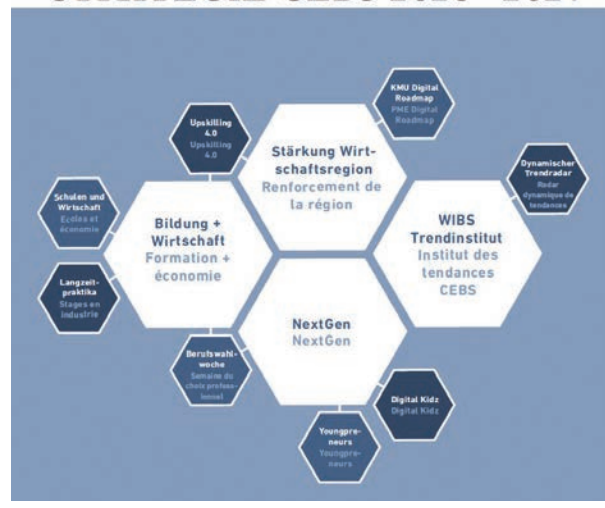 KMU Digital
Roadmap
PME Digital
Roadmap
Upskilling
4.0
Upskilling
4.0
Stärkung Wirt-
schaftsregion
Renforcement de
la région
Dynamischer
Trendradar
Radar
dynamique de
tendances
Schulen und
Wirtschaft
Ecoles et
économie
Bildung +
Wirtschaft
Formation +
économie
WIBS
Trendinstitut
Institut des
tendances
CEBS
Langzeit-
praktika
Stages en
industrie
NextGen
NextGen
Berufswahl-
woche
Semaine du
choix profess-
ionnel
Digital Kidz
Digital Kidz
Youngpre-
neurs
Youngpre-
neurs